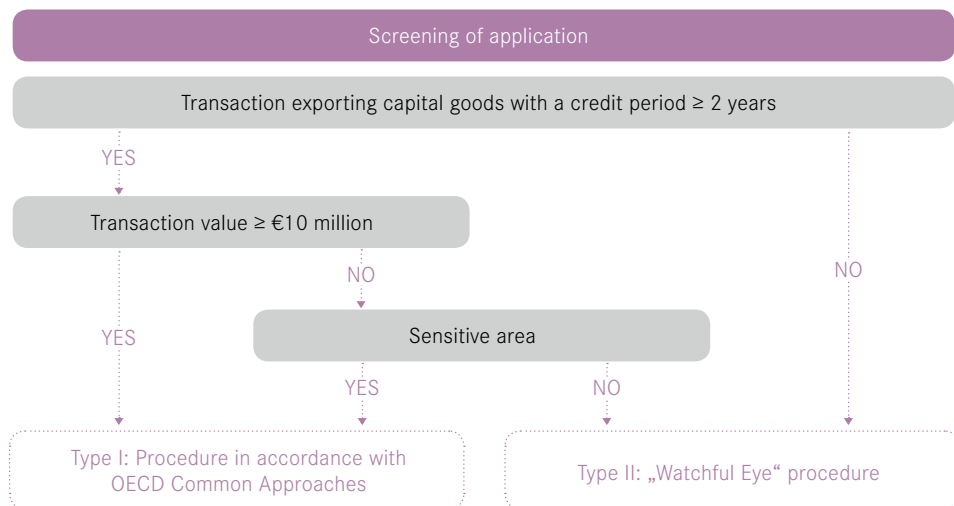 Screening of application
Transaction exporting capital goods with a credit period ≥ 2 years
YES
Transaction value ≥ €10 million
NO
NO
YES
Sensitive area
YES
NO
Type I: Procedure in accordance with
OECD Common Approaches
Type II: „Watchful Eye“ procedure